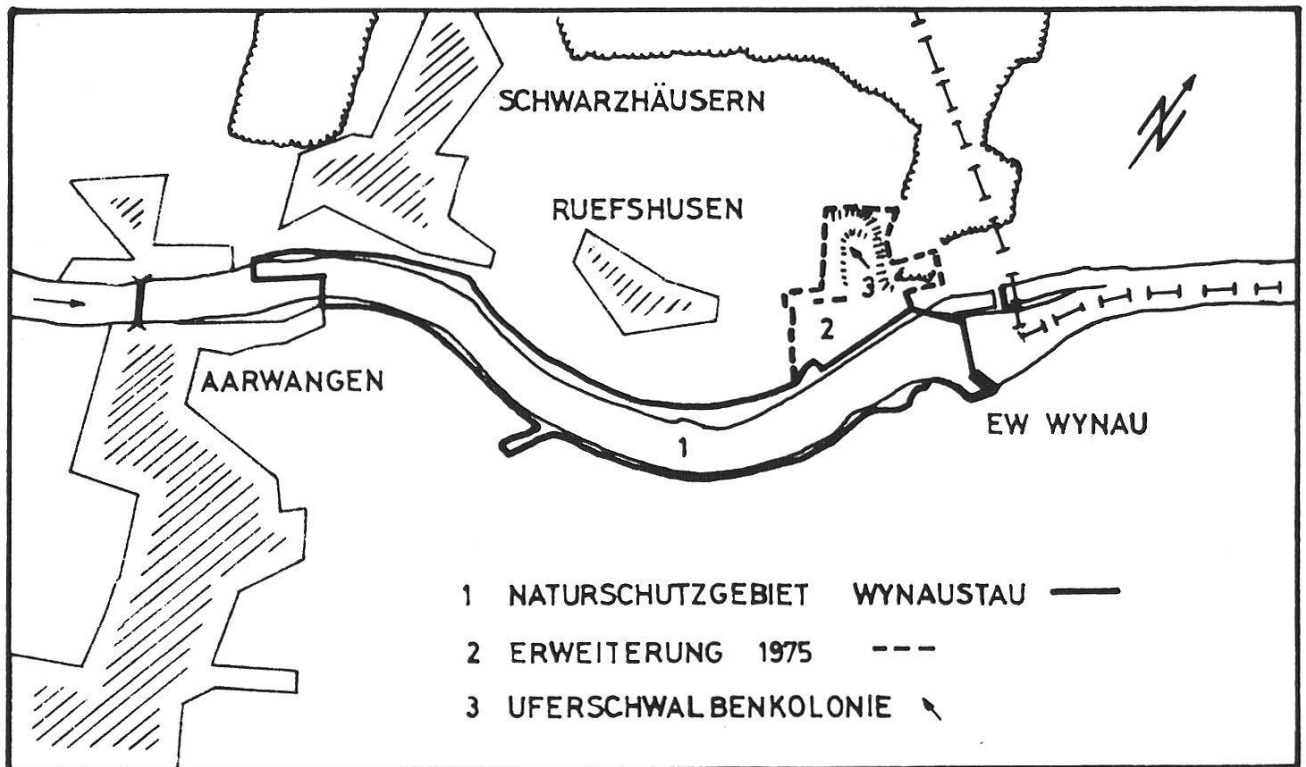 SCHWARZHÄUSERN
N
RUEFSHUSEN
3
2
AARWANGEN
EW WYNAU
1
1 NATURSCHUTZGEBIET WYNAUSTAU
2 ERWEITERUNG 1975
3 UFERSCHWALBENKOLONIE